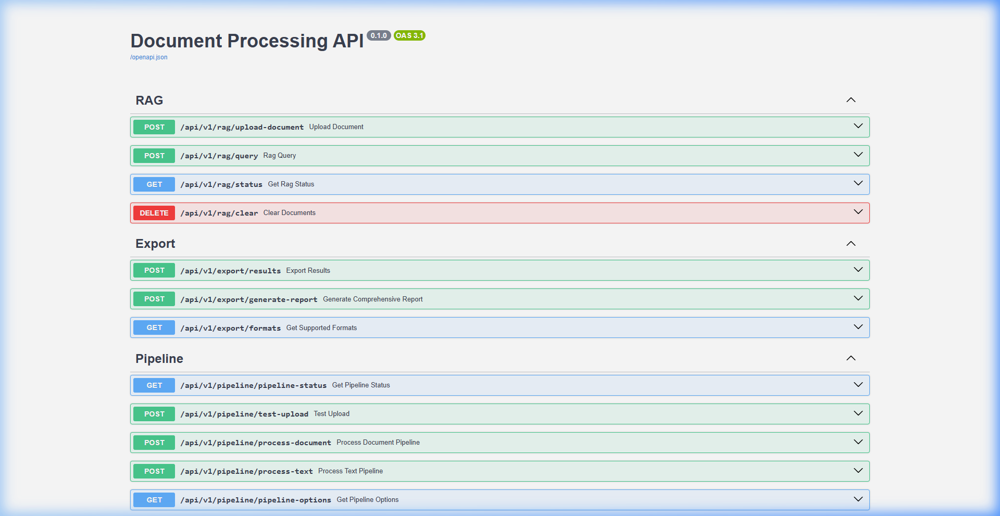 Document Processing API 0.1.0 OAS 3.1
/openapi.json
RAG
POST /api/v1/rag/upload-document Upload Document
POST /api/v1/rag/query Rag Query
GET /api/v1/rag/status Get Rag Status
DELETE /api/v1/rag/clear Clear Documents
Export
POST /api/v1/export/results Export Results
POST /api/v1/export/generate-report Generate Comprehensive Report
GET /api/v1/export/formats Get Supported Formats
Pipeline
GET /api/v1/pipeline/pipeline-status Get Pipeline Status
POST /api/v1/pipeline/test-upload Test Upload
POST /api/v1/pipeline/process-document Process Document Pipeline
POST /api/v1/pipeline/process-text Process Text Pipeline
GET /api/v1/pipeline/pipeline-options Get Pipeline Options